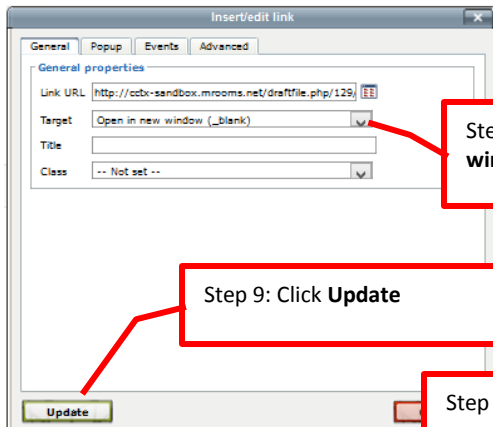 Insert/edit link
General Popup Events Advanced
General properties
Link URL http://cctx-sandbox.mrooms.net/draftfile.php/129/
Target Open in new window (_blank)
Title
Class -- Not set --
Step 9: Click Update
Update
Step